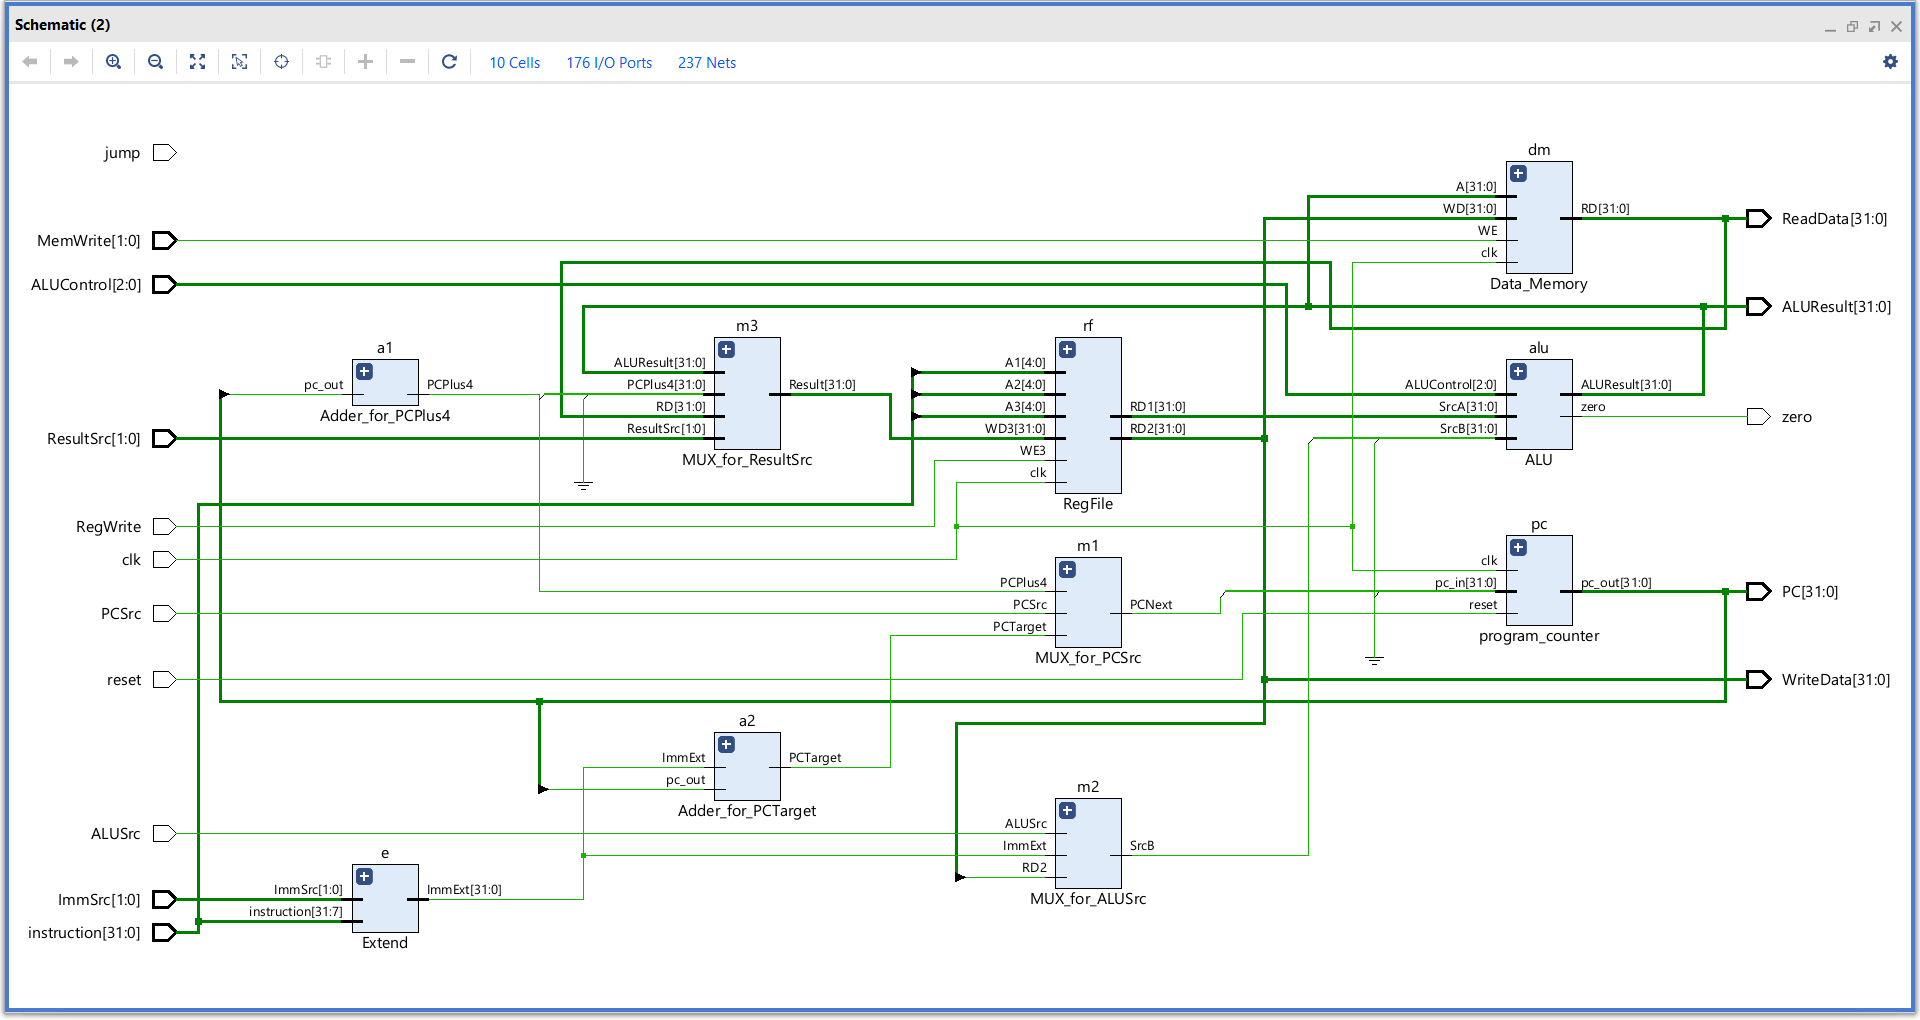 Schematic (2)
10 Cells 176 I/O Ports 237 Nets
jump
MemWrite[1:0]
ALUControl[2:0]
ResultSrc[1:0]
RegWrite
clk
PCSrc
reset
ALUSrc
ImmSrc[1:0]
instruction[31:0]
a1
pc_out
PCPlus4
Adder_for_PCPlus4
e
ImmSrc[1:0]
instruction[31:7]
ImmExt[31:0]
Extend
m3
ALUResult[31:0]
PCPlus4[31:0]
RD[31:0]
ResultSrc[1:0]
Result[31:0]
MUX_for_ResultSrc
a2
ImmExt
pc_out
PCTarget
Adder_for_PCTarget
rf
A1[4:0]
A2[4:0]
A3[4:0]
WD3[31:0]
WE3
clk
RD1[31:0]
RD2[31:0]
RegFile
m1
PCPlus4
PCSrc
PCTarget
PCNext
MUX_for_PCSrc
m2
ALUSrc
ImmExt
RD2
SrcB
MUX_for_ALUSrc
dm
A[31:0]
WD[31:0]
WE
clk
RD[31:0]
Data_Memory
alu
ALUControl[2:0]
SrcA[31:0]
SrcB[31:0]
ALUResult[31:0]
zero
ALU
pc
clk
pc_in[31:0]
reset
pc_out[31:0]
program_counter
ReadData[31:0]
ALUResult[31:0]
zero
PC[31:0]
WriteData[31:0]